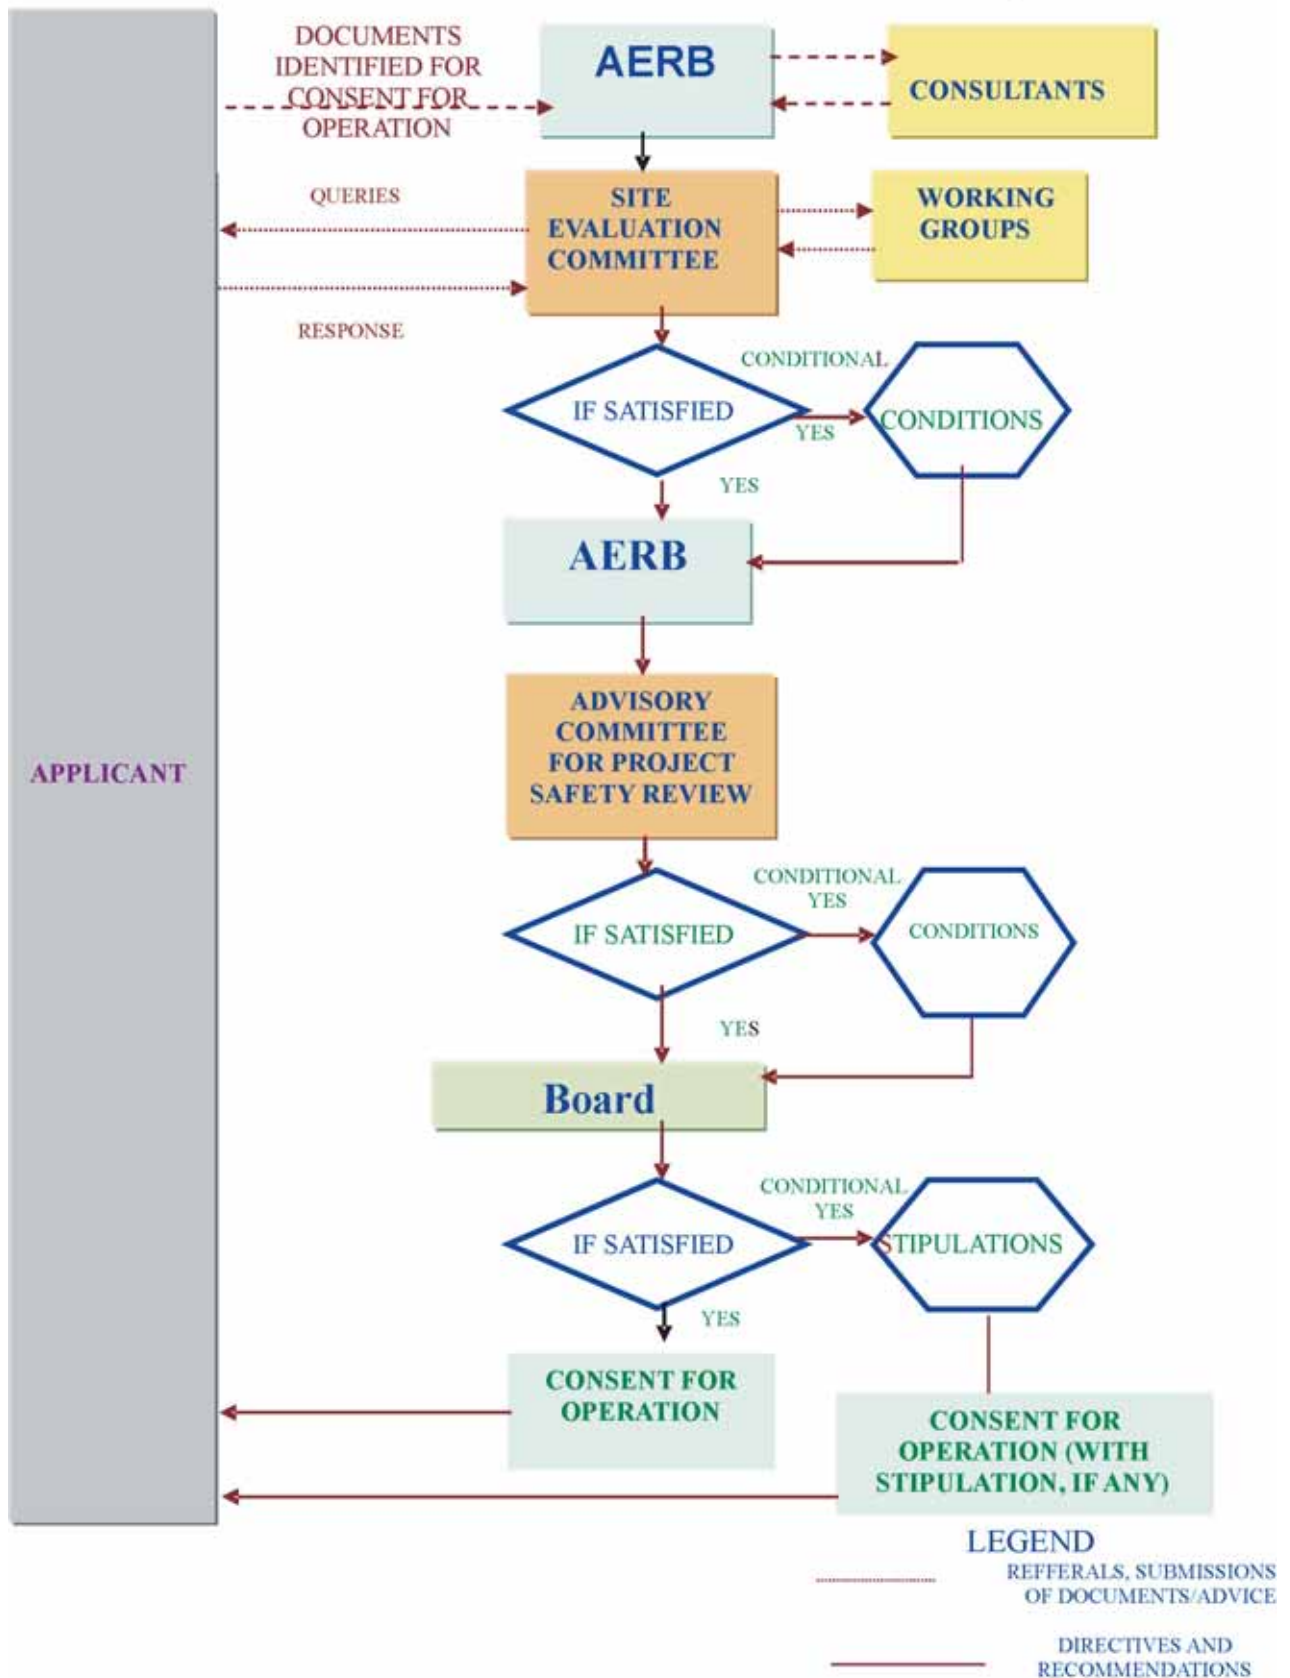 DOCUMENTS
IDENTIFIED FOR
CONSENT FOR
OPERATION
AERB
CONSULTANTS
QUERIES
SITE
EVALUATION
COMMITTEE
WORKING
GROUPS
RESPONSE
CONDITIONAL
YES
IF SATISFIED
CONDITIONS
YES
AERB
ADVISORY
COMMITTEE
FOR PROJECT
SAFETY REVIEW
APPLICANT
CONDITIONAL
YES
IF SATISFIED
CONDITIONS
YES
Board
CONDITIONAL
YES
IF SATISFIED
STIPULATIONS
YES
CONSENT FOR
OPERATION
CONSENT FOR
OPERATION (WITH
STIPULATION, IF ANY)
LEGEND
REFFERALS, SUBMISSIONS
OF DOCUMENTS/ADVICE
DIRECTIVES AND
RECOMMENDATIONS